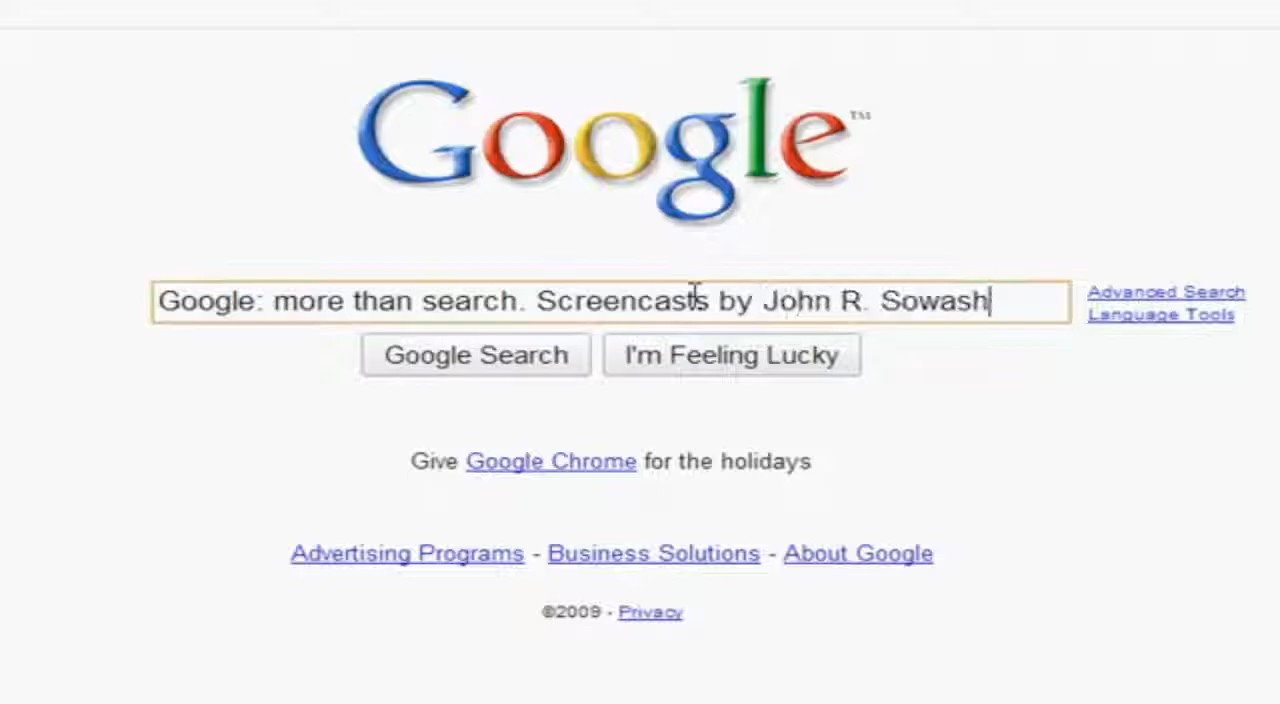 Google™
Google: more than search. Screencasts by John R. Sowash
Advanced Search
Language Tools
Google Search
I'm Feeling Lucky
Give Google Chrome for the holidays
Advertising Programs - Business Solutions - About Google
©2009 - Privacy